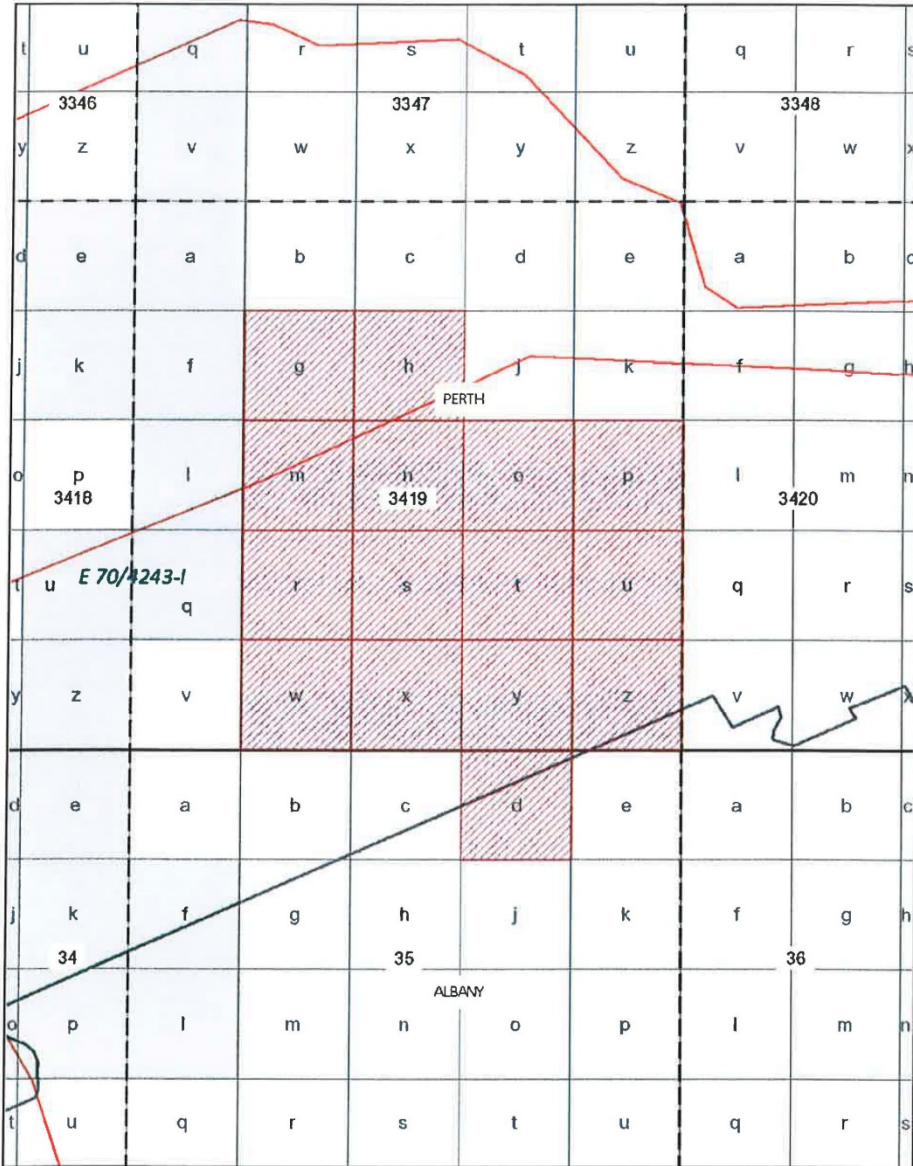 t u q r s t u q r s
3346 3347 3348
y z v w x y z v w x
d e a b c d e a b c
j k f g h j k f g h
PERTH
o p l m n o p l m n
3418 3419 3420
t u E 70/4243-I q r s t u q r s
y z v w x y z v w x
d e a b c d e a b c
j k f g h j k f g h
34 35 36
ALBANY
o p l m n o p l m n
t u q r s t u q r s